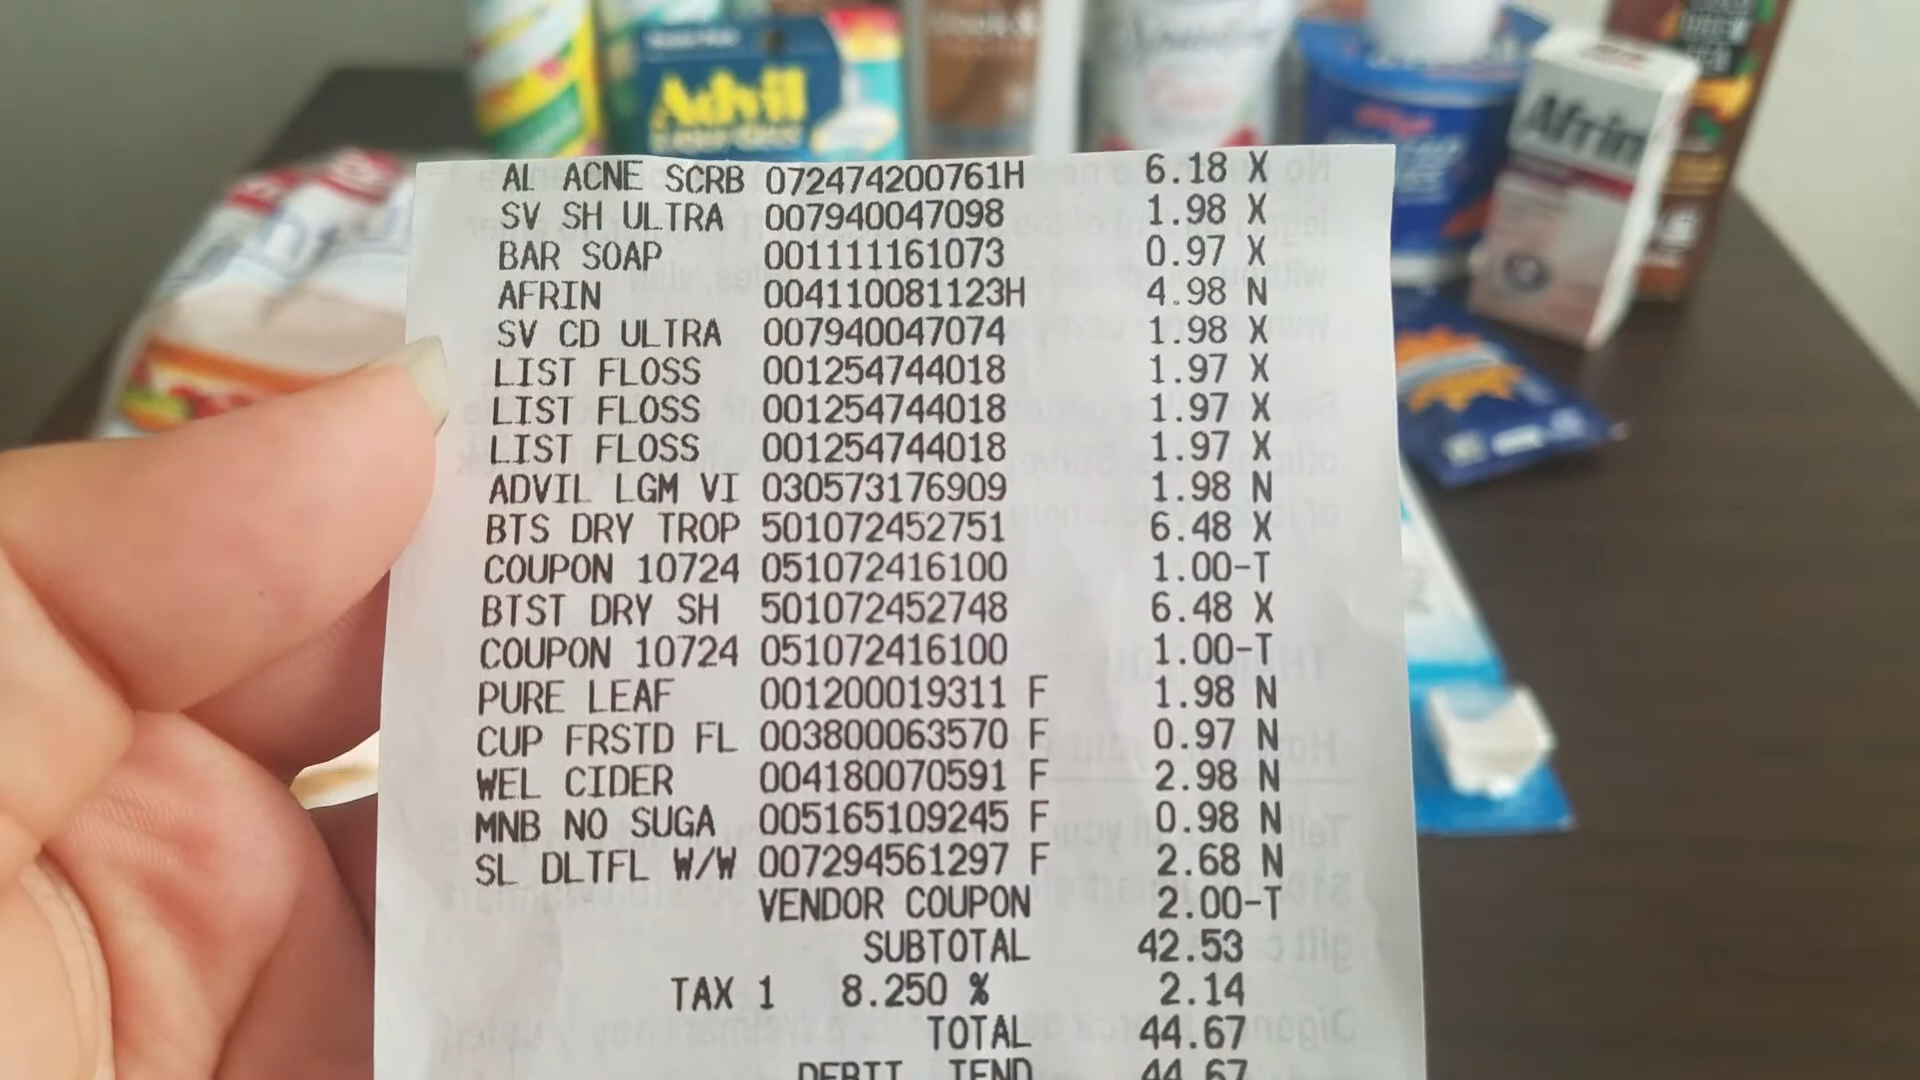 Advil
Afrin
AL ACNE SCRB 072474200761H 6.18 X
SV SH ULTRA 007940047098 1.98 X
BAR SOAP 001111161073 0.97 X
AFRIN 004110081123H 4.98 N
SV CD ULTRA 007940047074 1.98 X
LIST FLOSS 001254744018 1.97 X
LIST FLOSS 001254744018 1.97 X
LIST FLOSS 001254744018 1.97 X
ADVIL LGM VI 030573176909 1.98 N
BTS DRY TROP 501072452751 6.48 X
COUPON 10724 051072416100 1.00-T
BTST DRY SH 501072452748 6.48 X
COUPON 10724 051072416100 1.00-T
PURE LEAF 001200019311 F 1.98 N
CUP FRSTD FL 003800063570 F 0.97 N
WEL CIDER 004180070591 F 2.98 N
MNB NO SUGA 005165109245 F 0.98 N
SL DLTFL W/W 007294561297 F 2.68 N
VENDOR COUPON 2.00-T
SUBTOTAL 42.53
TAX 1 8.250 % 2.14
TOTAL 44.67
DEBIT TEND 44.67